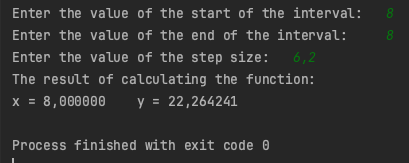 Enter the value of the start of the interval: 8
Enter the value of the end of the interval: 8
Enter the value of the step size: 6,2
The result of calculating the function:
x = 8,000000 y = 22,264241
Process finished with exit code 0